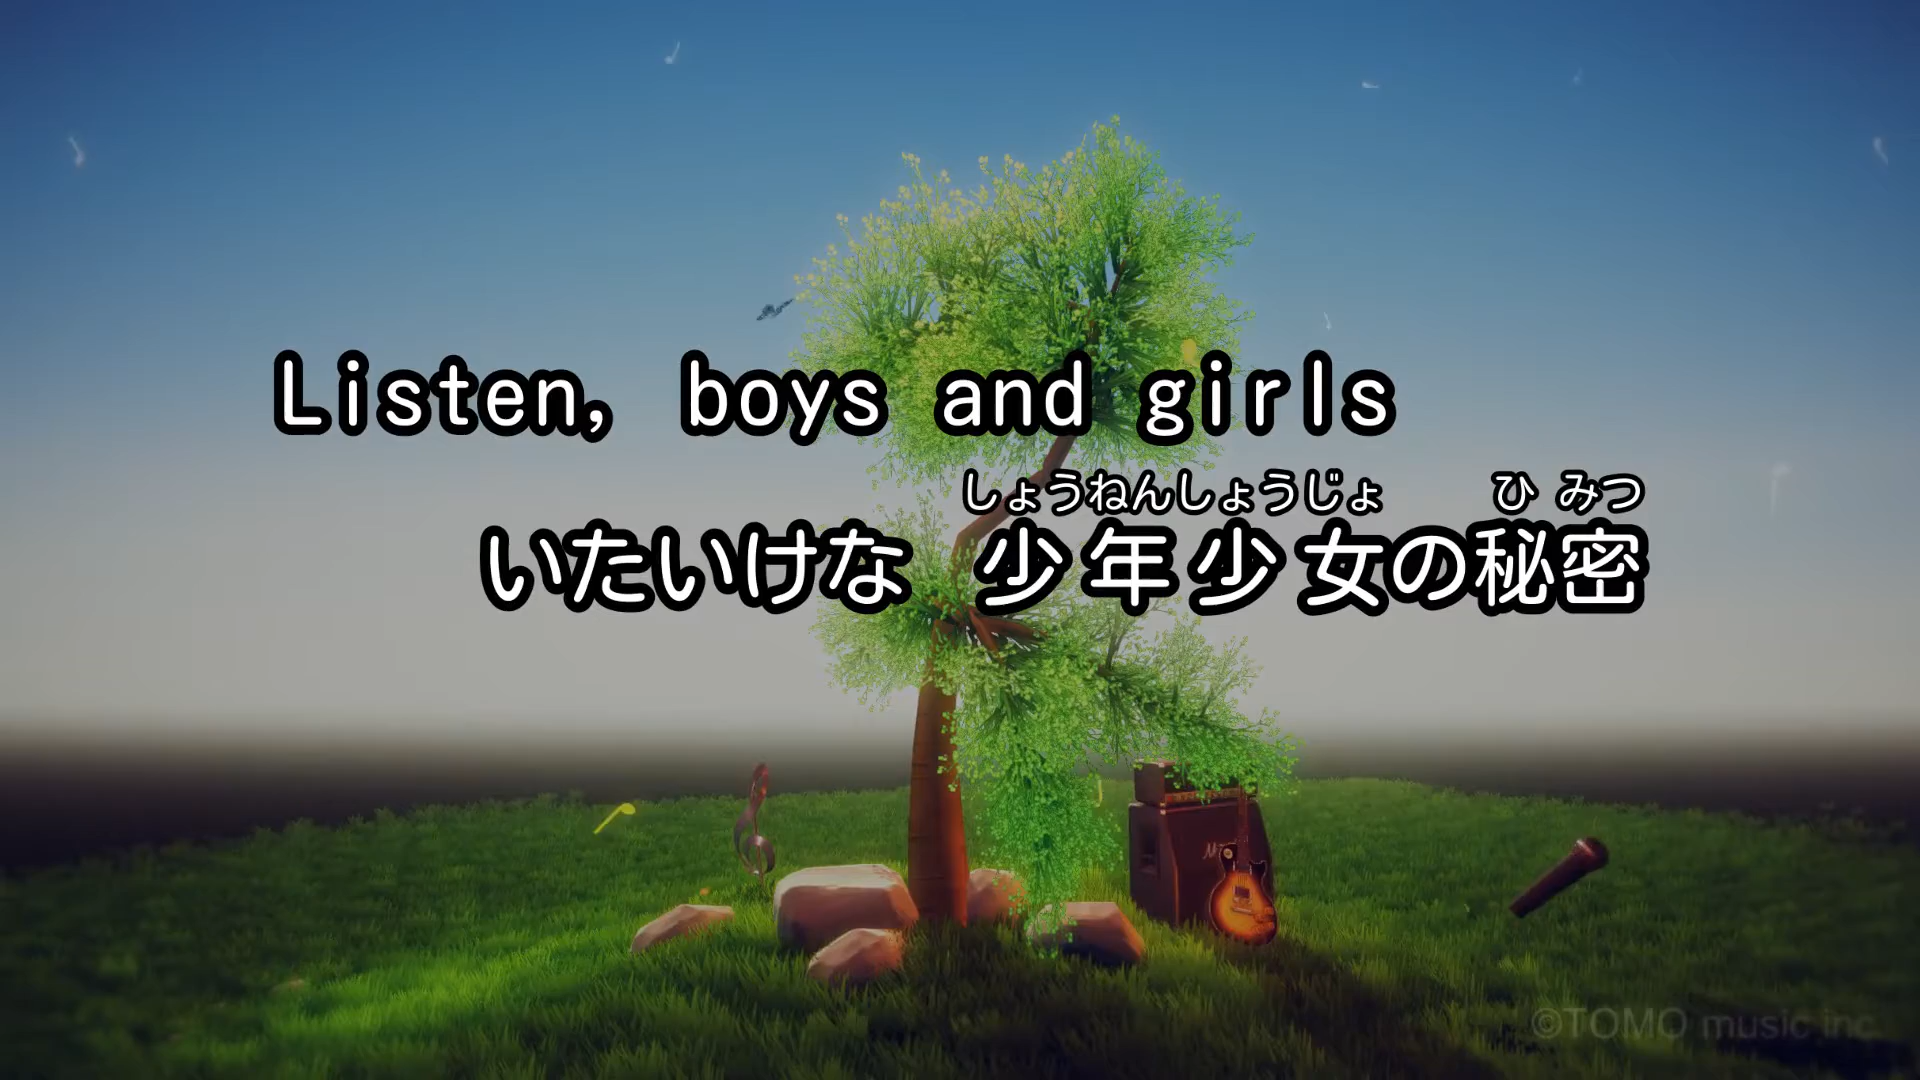 Listen, boys and girls
しょうねんしょうじょ ひみつ
いたいけな 少年少女の秘密
©TOMO music inc